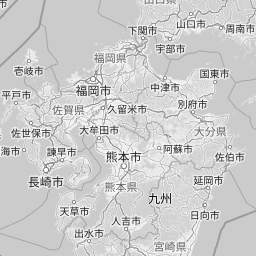 山口県
山口市
周南市
下関市
宇部市
福岡県
壱岐市
福岡市
中津市
国東市
平戸市
佐賀県
久留米市
別府市
佐世保市
大牟田市
大分県
海市
諫早市
阿蘇市
佐伯市
熊本市
長崎市
熊本県
延岡市
九州
天草市
日向市
人吉市
出水市
宮崎県